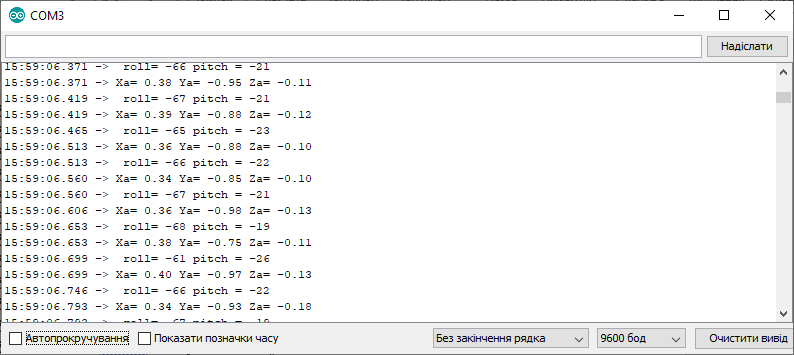 COM3
Надіслати
15:59:06.371 -> roll= -66 pitch = -21
15:59:06.371 -> Xa= 0.38 Ya= -0.95 Za= -0.11
15:59:06.419 -> roll= -67 pitch = -21
15:59:06.419 -> Xa= 0.39 Ya= -0.88 Za= -0.12
15:59:06.465 -> roll= -65 pitch = -23
15:59:06.513 -> Xa= 0.36 Ya= -0.88 Za= -0.10
15:59:06.513 -> roll= -66 pitch = -22
15:59:06.560 -> Xa= 0.34 Ya= -0.85 Za= -0.10
15:59:06.560 -> roll= -67 pitch = -21
15:59:06.606 -> Xa= 0.36 Ya= -0.98 Za= -0.13
15:59:06.653 -> roll= -68 pitch = -19
15:59:06.653 -> Xa= 0.38 Ya= -0.75 Za= -0.11
15:59:06.699 -> roll= -61 pitch = -26
15:59:06.699 -> Xa= 0.40 Ya= -0.97 Za= -0.13
15:59:06.746 -> roll= -66 pitch = -22
15:59:06.793 -> Xa= 0.34 Ya= -0.93 Za= -0.18
Автопрокручування Показати позначки часу Без закінчення рядка 9600 бод Очистити вивід